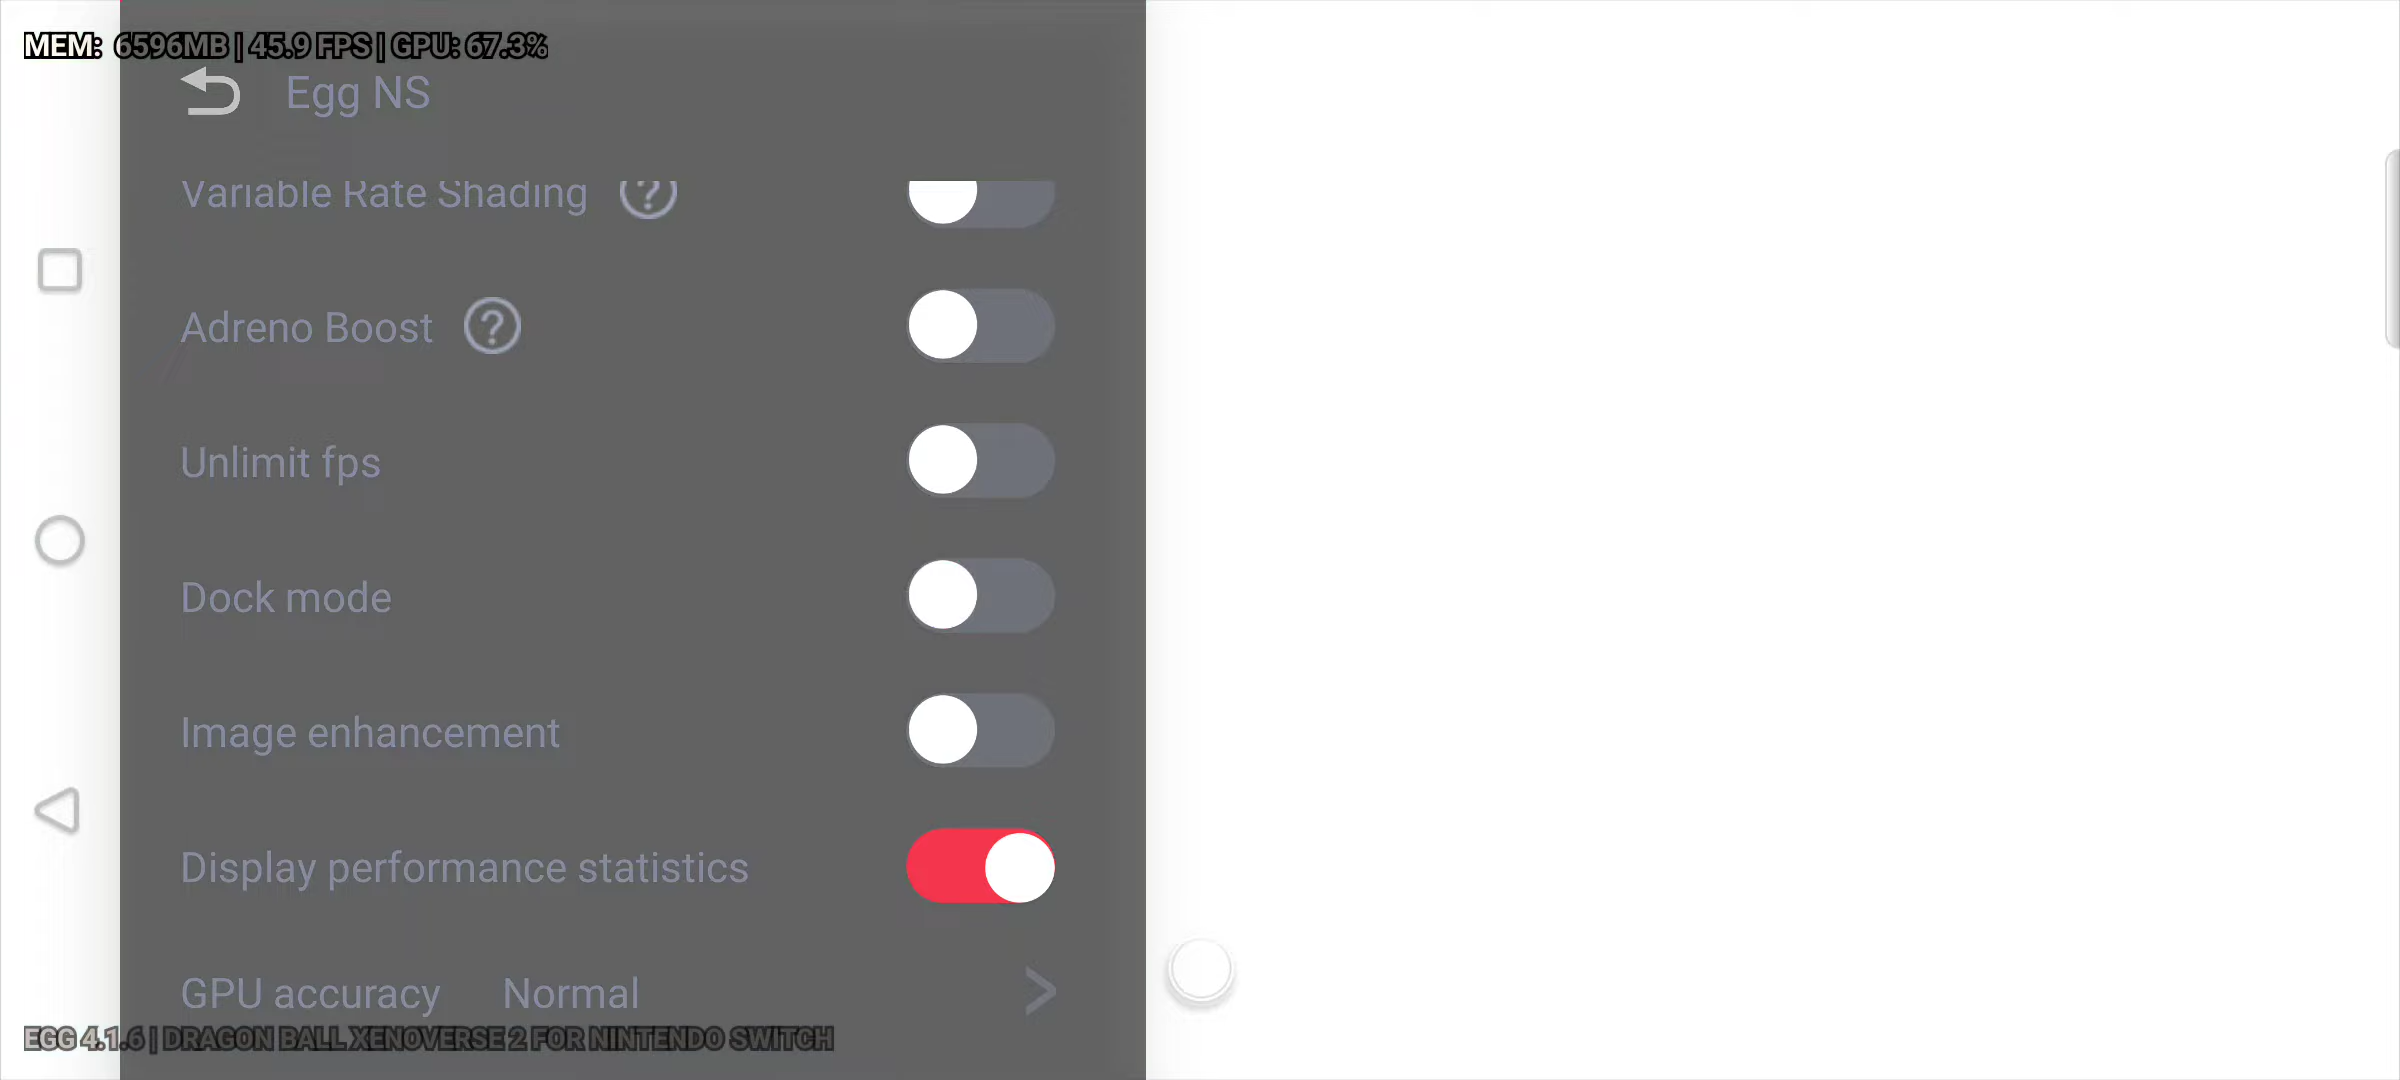 MEM: 6596MB | 45.9 FPS | GPU: 67.3%
Egg NS
Variable Rate Shading ?
Adreno Boost ?
Unlimit fps
Dock mode
Image enhancement
Display performance statistics
GPU accuracy Normal >
EGG 4.1.6 | DRAGON BALL XENOVERSE 2 FOR NINTENDO SWITCH